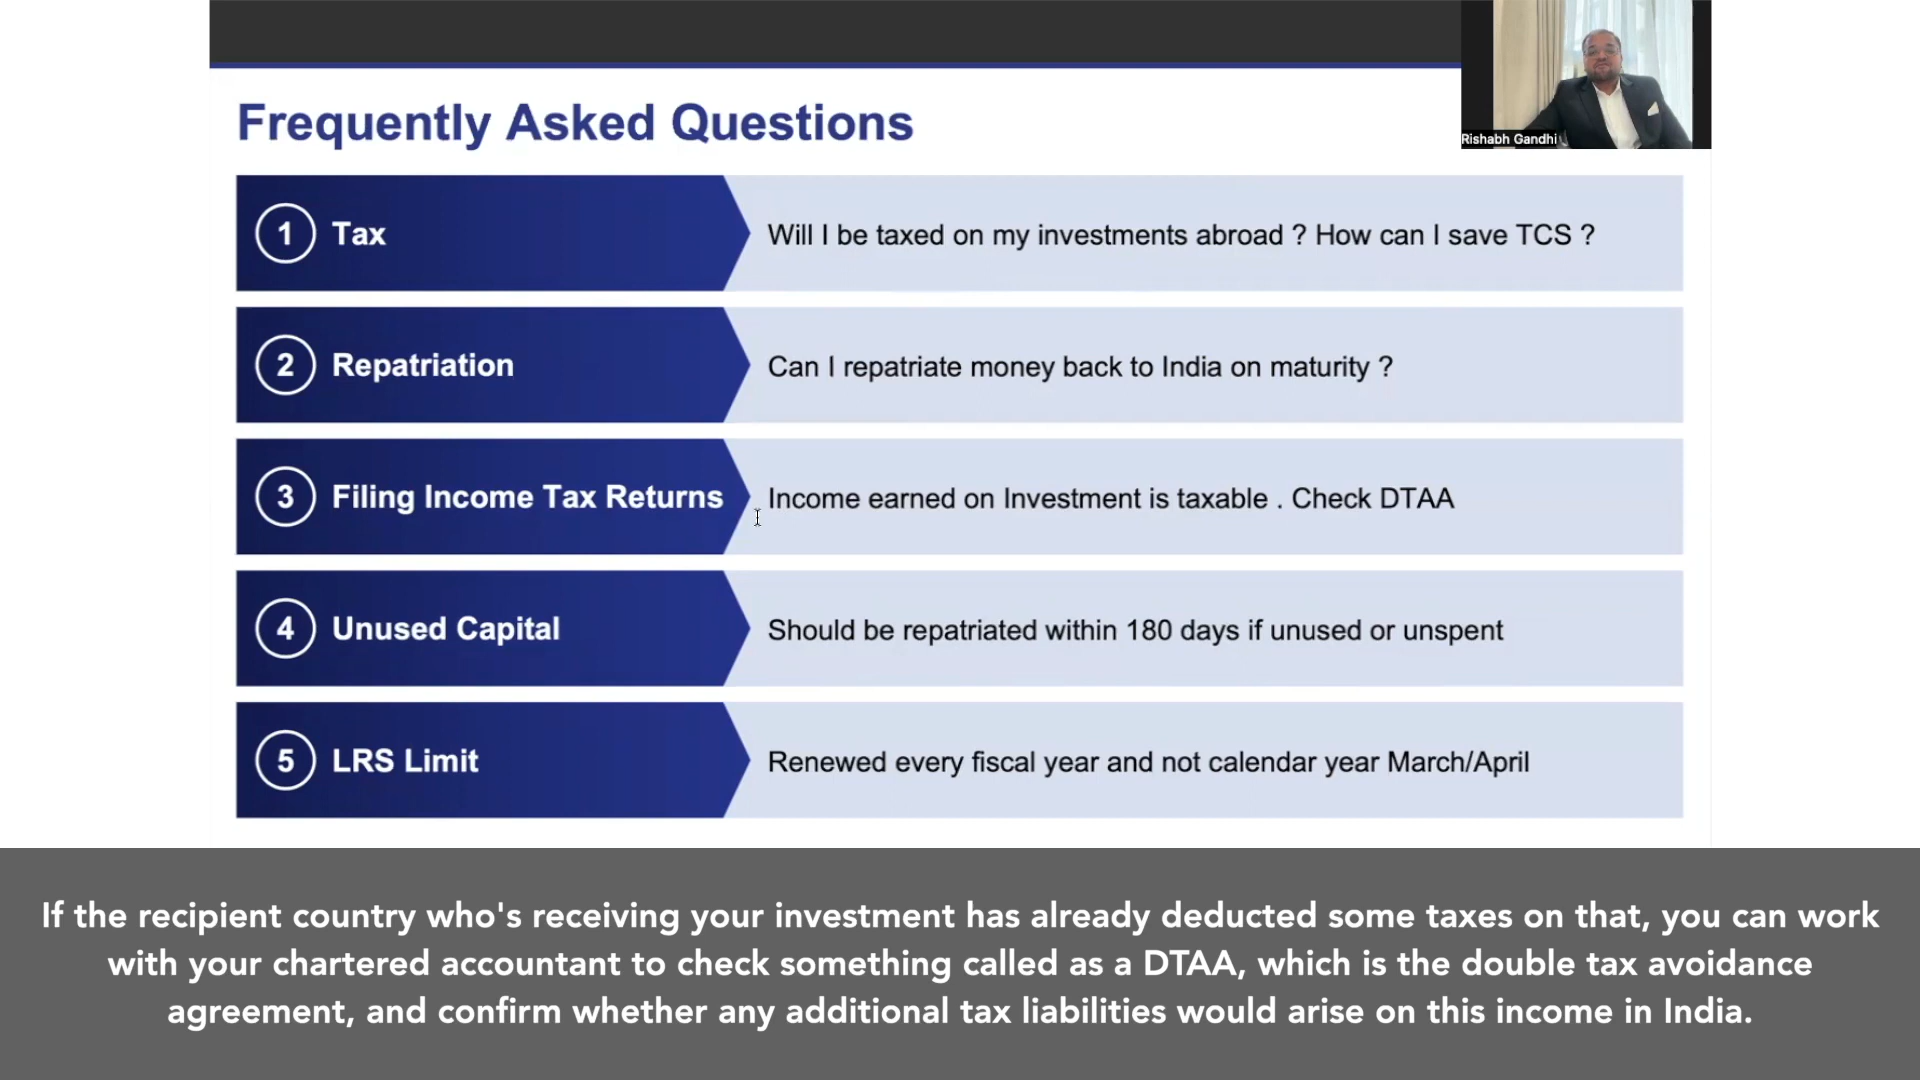 Rishabh Gandhi
Frequently Asked Questions
1 Tax
Will I be taxed on my investments abroad ? How can I save TCS ?
2 Repatriation
Can I repatriate money back to India on maturity ?
3 Filing Income Tax Returns
Income earned on Investment is taxable . Check DTAA
4 Unused Capital
Should be repatriated within 180 days if unused or unspent
5 LRS Limit
Renewed every fiscal year and not calendar year March/April
If the recipient country who's receiving your investment has already deducted some taxes on that, you can work
with your chartered accountant to check something called as a DTAA, which is the double tax avoidance
agreement, and confirm whether any additional tax liabilities would arise on this income in India.